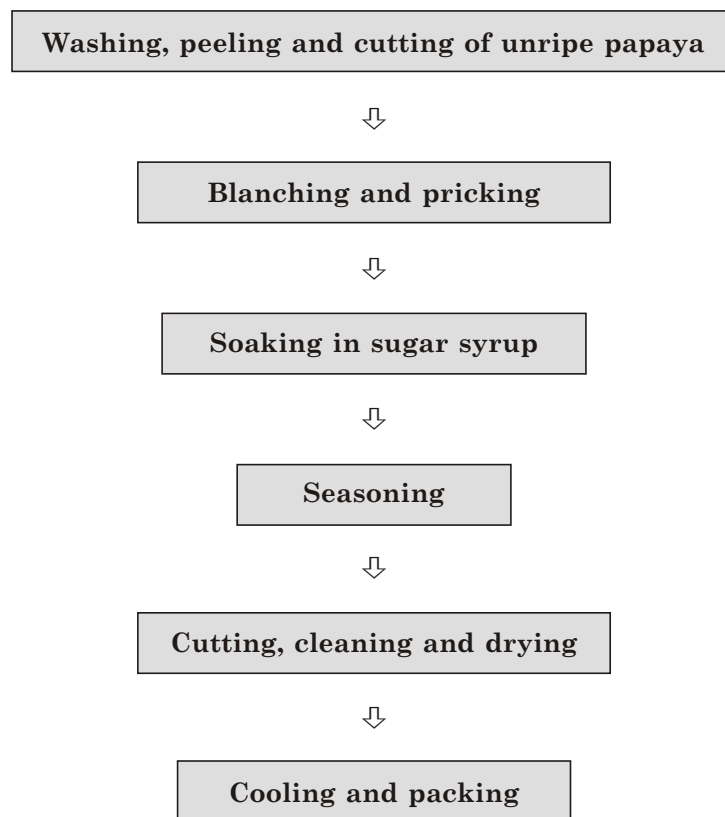 Washing, peeling and cutting of unripe papaya
Blanching and pricking
Soaking in sugar syrup
Seasoning
Cutting, cleaning and drying
Cooling and packing